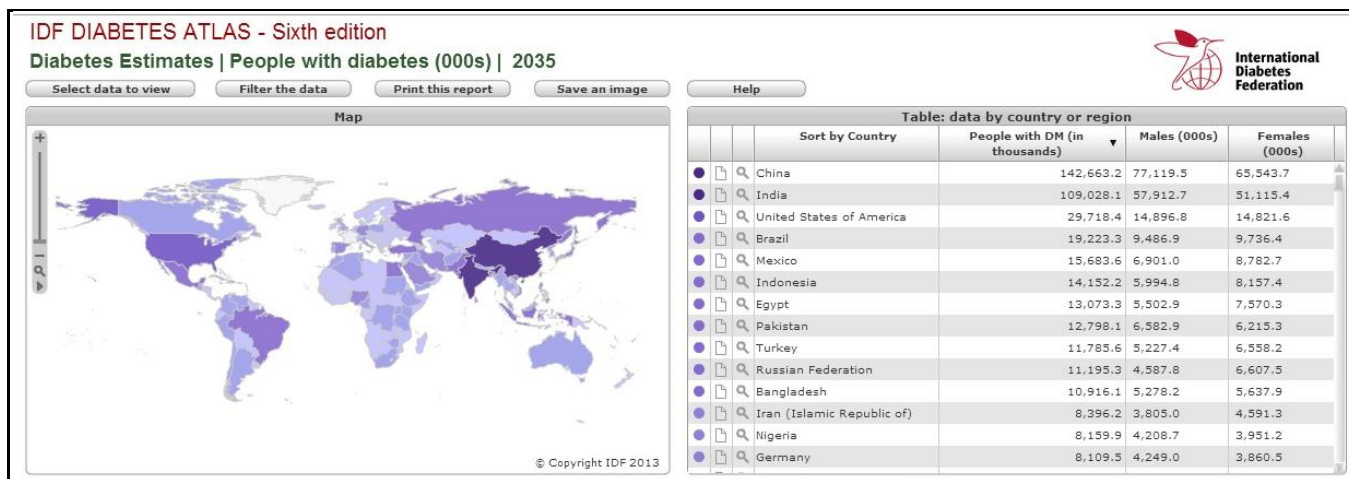 IDF DIABETES ATLAS - Sixth edition
Diabetes Estimates | People with diabetes (000s) | 2035
International
Diabetes
Federation
Select data to view Filter the data Print this report Save an image Help
Map
© Copyright IDF 2013
Table: data by country or region
Sort by Country People with DM (in thousands) ▼ Males (000s) Females (000s)
China 142,663.2 77,119.5 65,543.7
India 109,028.1 57,912.7 51,115.4
United States of America 29,718.4 14,896.8 14,821.6
Brazil 19,223.3 9,486.9 9,736.4
Mexico 15,683.6 6,901.0 8,782.7
Indonesia 14,152.2 5,994.8 8,157.4
Egypt 13,073.3 5,502.9 7,570.3
Pakistan 12,798.1 6,582.9 6,215.3
Turkey 11,785.6 5,227.4 6,558.2
Russian Federation 11,195.3 4,587.8 6,607.5
Bangladesh 10,916.1 5,278.2 5,637.9
Iran (Islamic Republic of) 8,396.2 3,805.0 4,591.3
Nigeria 8,159.9 4,208.7 3,951.2
Germany 8,109.5 4,249.0 3,860.5